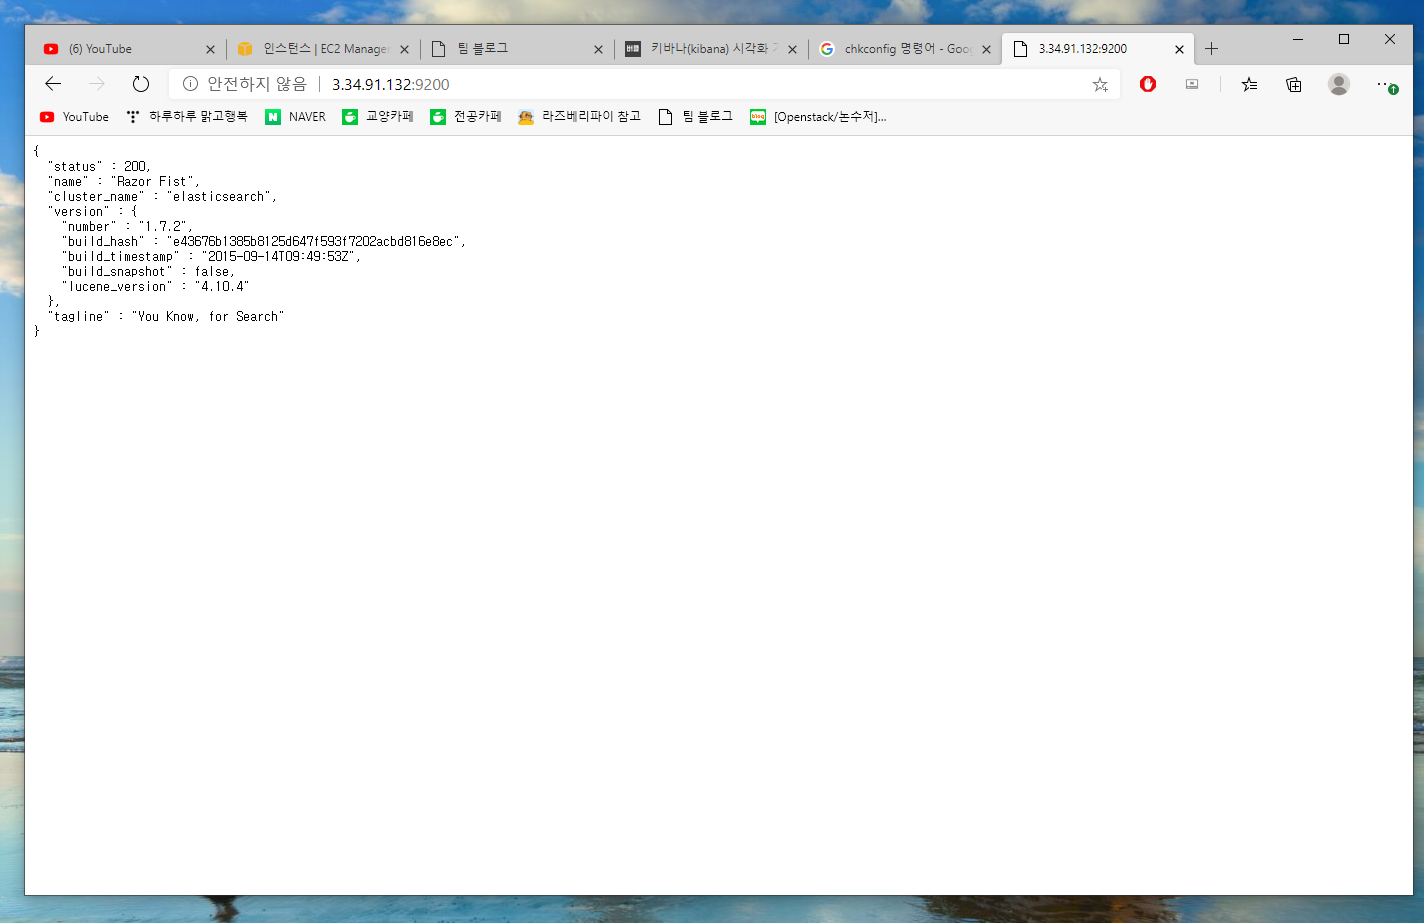 (6) YouTube
인스턴스 | EC2 Manager
팀 블로그
키바나(kibana) 시각화
chkconfig 명령어 - Goo
3.34.91.132:9200
안전하지 않음
3.34.91.132:9200
YouTube
하루하루 맑고행복
NAVER
교양카페
전공카페
라즈베리파이 참고
팀 블로그
[Openstack/논수저]...
{
"status" : 200,
"name" : "Razor Fist",
"cluster_name" : "elasticsearch",
"version" : {
"number" : "1.7.2",
"build_hash" : "e43676b1385b8125d647f593f7202acbd816e8ec",
"build_timestamp" : "2015-09-14T09:49:53Z",
"build_snapshot" : false,
"lucene_version" : "4.10.4"
},
"tagline" : "You Know, for Search"
}